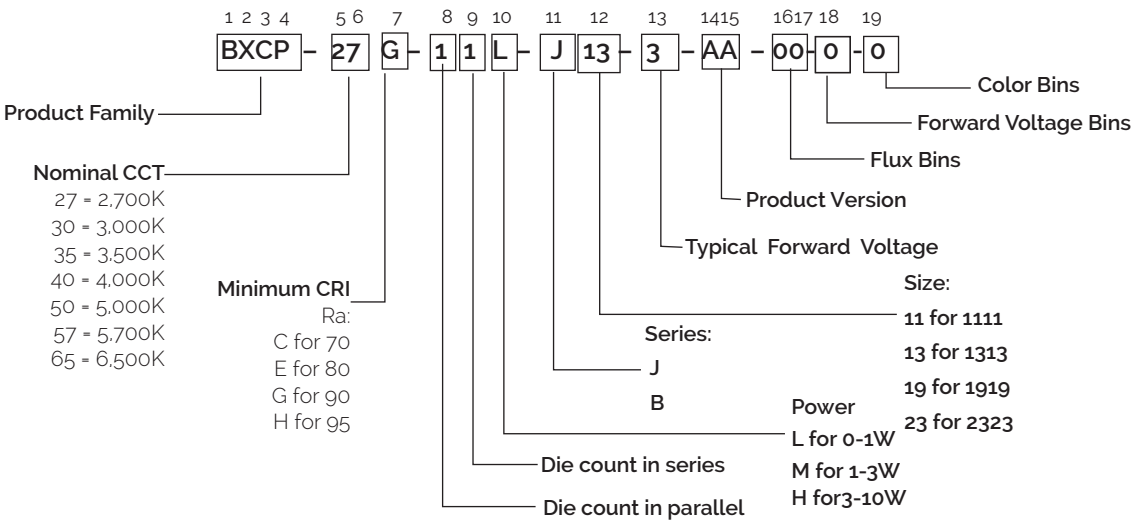 1 2 3 4 5 6 7 8 9 10 11 12 13 1415 1617 18 19
BXCP - 27 G - 1 1 L - J 13 - 3 - AA - 00 - 0 - 0
Color Bins
Product Family
Forward Voltage Bins
Flux Bins
Nominal CCT
27 = 2,700K
30 = 3,000K
35 = 3,500K
40 = 4,000K
50 = 5,000K
57 = 5,700K
65 = 6,500K
Product Version
Typical Forward Voltage
Minimum CRI
Ra:
C for 70
E for 80
G for 90
H for 95
Size:
11 for 1111
13 for 1313
19 for 1919
23 for 2323
Series:
J
B
Power
L for 0-1W
M for 1-3W
H for3-10W
Die count in series
Die count in parallel